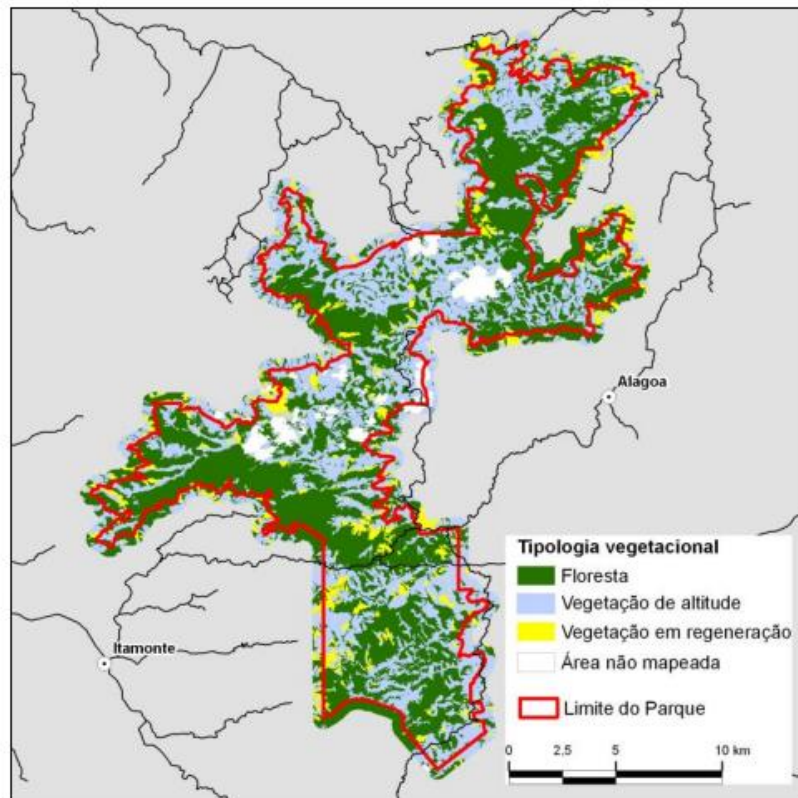 Alagoa
Itamonte
Tipologia vegetacional
Floresta
Vegetação de altitude
Vegetação em regeneração
Área não mapeada
Limite do Parque
0 2,5 5 10 km